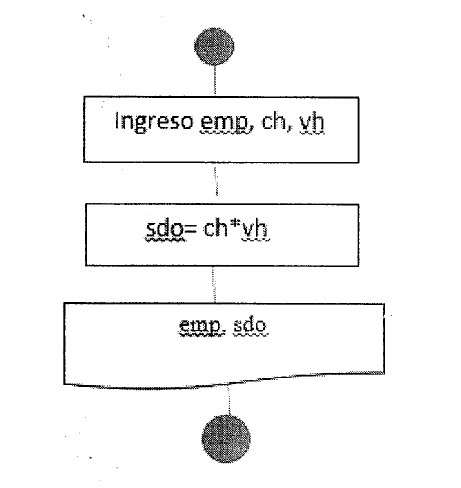 Ingreso emp, ch, vh
sdo= ch*vh
emp, sdo